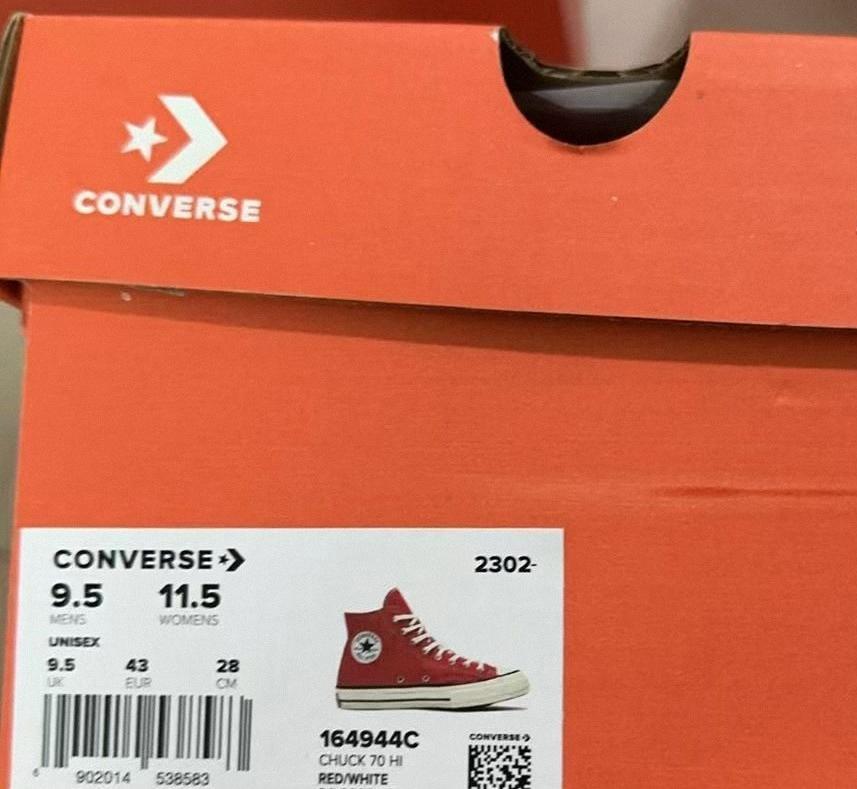 CONVERSE
CONVERSE
2302-
9.5 11.5
MENS WOMENS
UNISEX
9.5 43 28
UK EUR CM
164944C
CONVERSE
CHUCK 70 HI
RED/WHITE
6 902014 538583